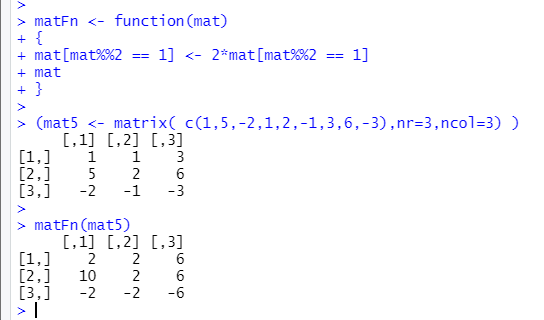 >
> matFn <- function(mat)
+ {
+ mat[mat%%2 == 1] <- 2*mat[mat%%2 == 1]
+ mat
+ }
>
> (mat5 <- matrix( c(1,5,-2,1,2,-1,3,6,-3),nr=3,ncol=3) )
     [,1] [,2] [,3]
[1,]    1    1    3
[2,]    5    2    6
[3,]   -2   -1   -3
>
> matFn(mat5)
     [,1] [,2] [,3]
[1,]    2    2    6
[2,]   10    2    6
[3,]   -2   -2   -6
>